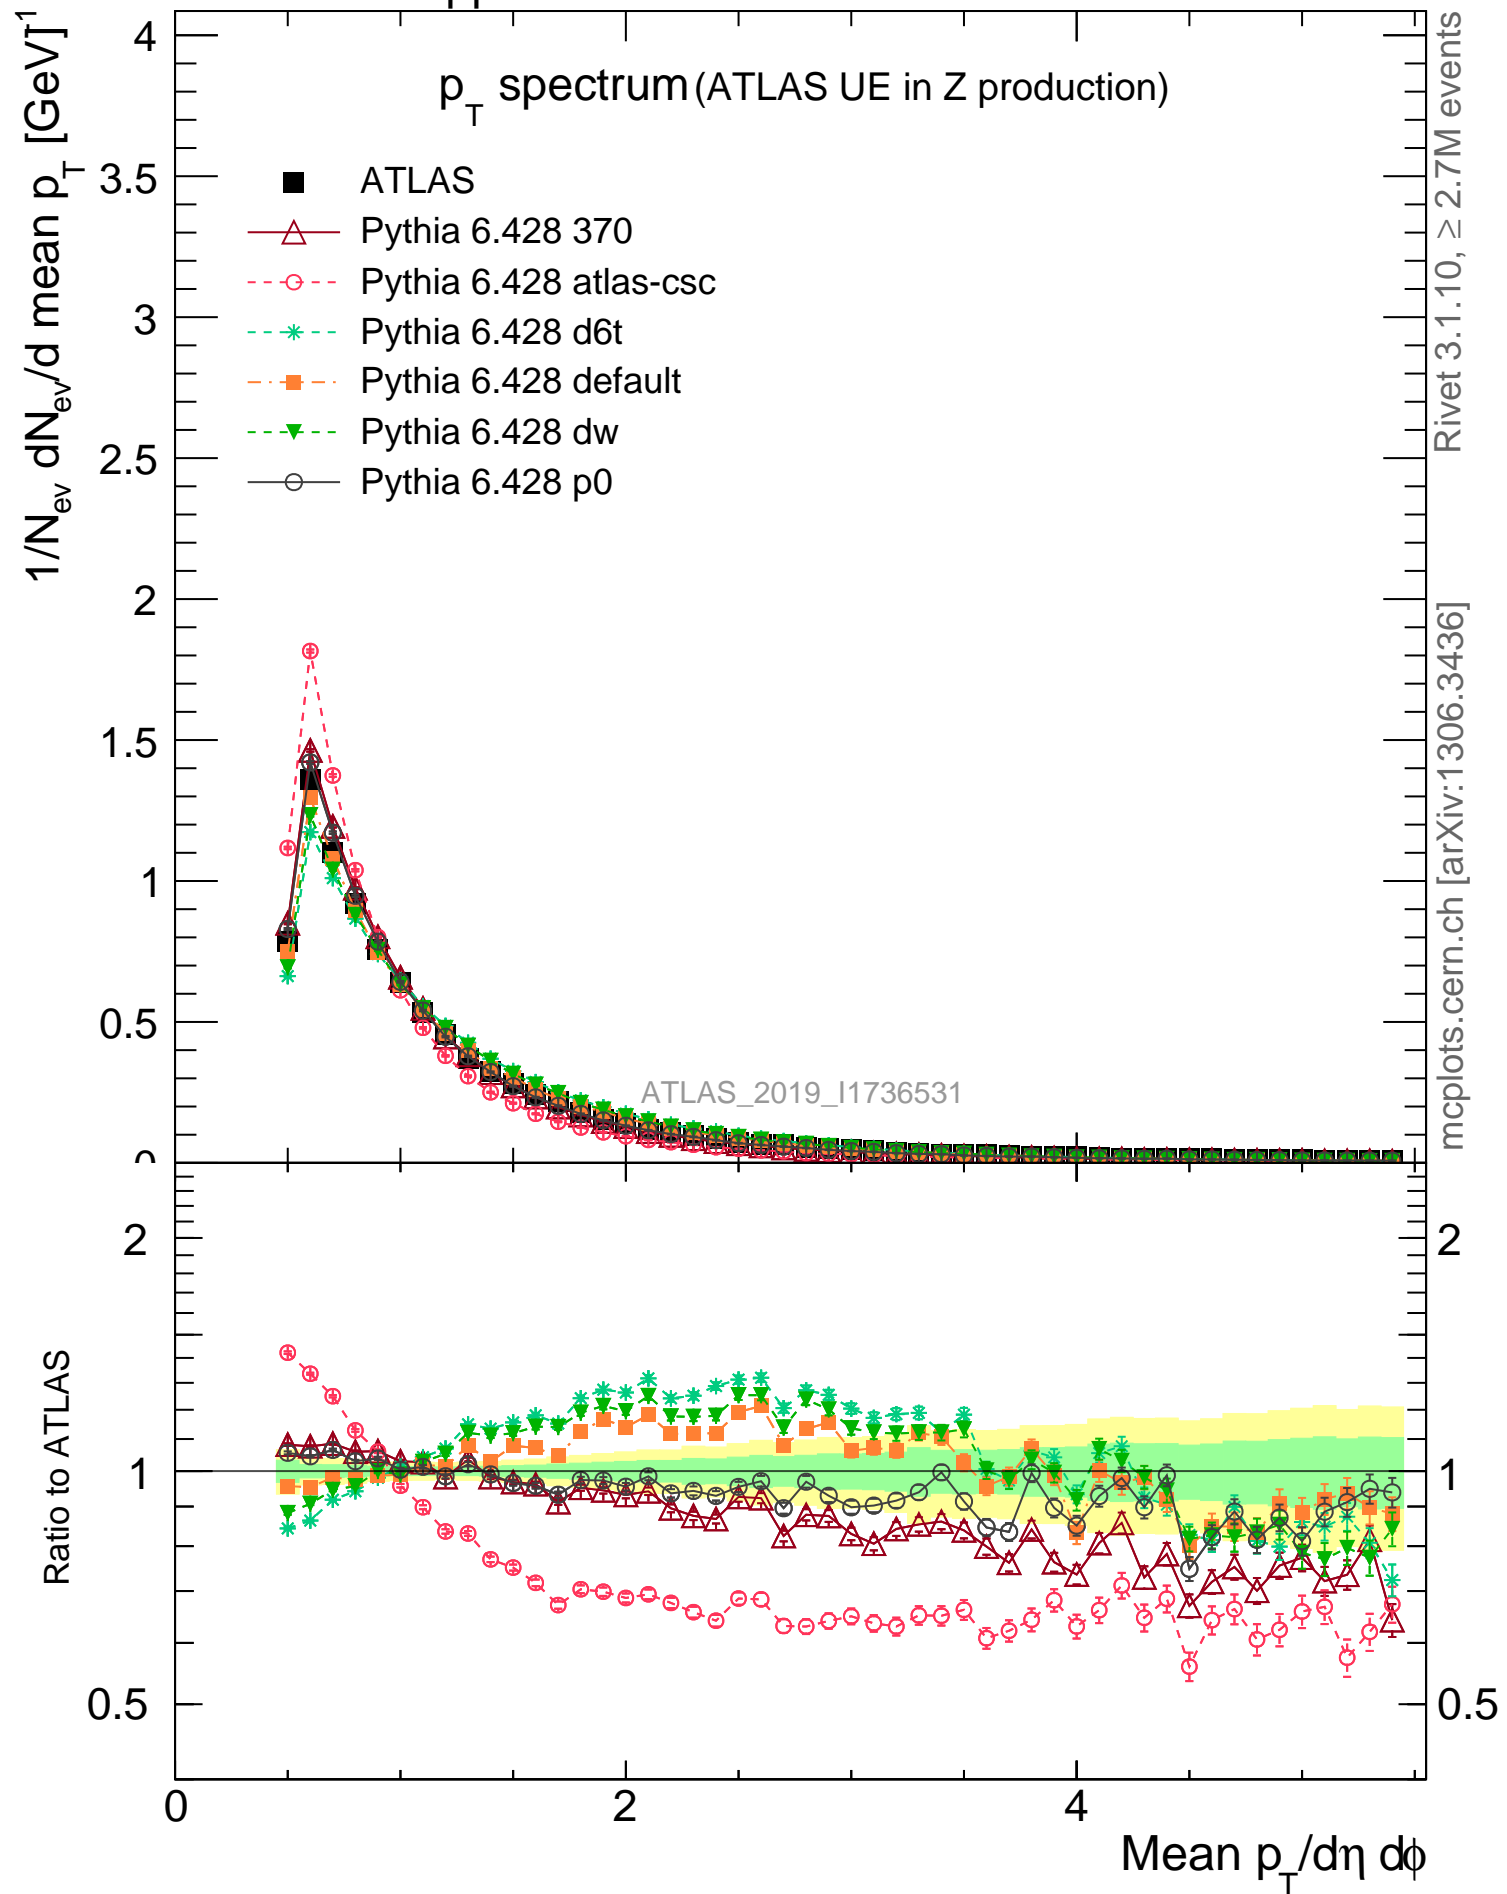 p_T spectrum (ATLAS UE in Z production)
1/N_ev dN_ev/d mean p_T [GeV]^-1
4
3.5
3
2.5
2
1.5
1
0.5
0
ATLAS
Pythia 6.428 370
Pythia 6.428 atlas-csc
Pythia 6.428 d6t
Pythia 6.428 default
Pythia 6.428 dw
Pythia 6.428 p0
ATLAS_2019_I1736531
Rivet 3.1.10, ≥ 2.7M events
mcplots.cern.ch [arXiv:1306.3436]
Ratio to ATLAS
2
1
0.5
2
1
0.5
0
2
4
Mean p_T/dη dφ